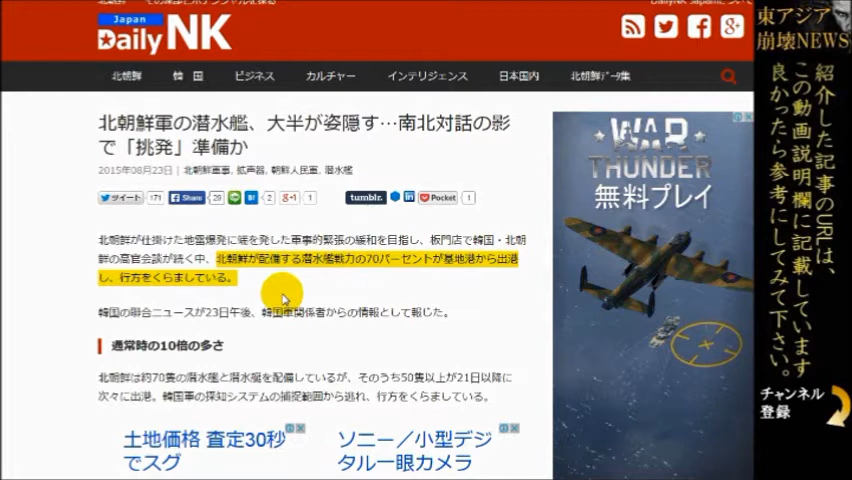 Japan
Daily NK
北朝鮮
韓 国
ビジネス
カルチャー
インテリジェンス
日本国内
北朝鮮データ集
北朝鮮軍の潜水艦、大半が姿隠す…南北対話の影
で「挑発」準備か
2015年08月23日 | 北朝鮮軍事, 拡声器, 朝鮮人民軍, 潜水艦
ツイート 171
Share 29
2
g+1 1
tumblr.
Pocket 1
北朝鮮が仕掛けた地雷爆発に端を発した軍事的緊張の緩和を目指し、板門店で韓国・北朝
鮮の高官会談が続く中、北朝鮮が配備する潜水艦戦力の70パーセントが基地港から出港
し、行方をくらましている。
韓国の聯合ニュースが23日午後、韓国軍関係者からの情報として報じた。
通常時の10倍の多さ
北朝鮮は約70隻の潜水艦と潜水艇を配備しているが、そのうち50隻以上が21日以降に
次々に出港。韓国軍の探知システムの捕捉範囲から逃れ、行方をくらましている。
土地価格 査定30秒
でスグ
ソニー／小型デジ
タル一眼カメラ
WAR
THUNDER
無料プレイ
東アジア
崩壊NEWS
紹介した記事のURLは、
この動画説明欄に記載しています
良かったら参考にしてみて下さい。
チャンネル
登録